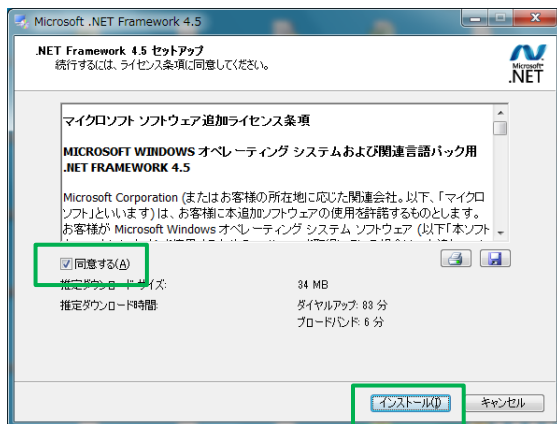 Microsoft .NET Framework 4.5
.NET Framework 4.5 セットアップ
続行するには、ライセンス条項に同意してください。
Microsoft
.NET
マイクロソフト ソフトウェア追加ライセンス条項
MICROSOFT WINDOWS オペレーティング システムおよび関連言語パック用
.NET FRAMEWORK 4.5
Microsoft Corporation (またはお客様の所在地に応じた関連会社。以下、「マイクロ
ソフト」といいます) は、お客様に本追加ソフトウェアの使用を許諾するものとします。
お客様が Microsoft Windows オペレーティング システム ソフトウェア (以下「本ソフト
同意する(A)
推定ダウンロード サイズ:
34 MB
推定ダウンロード時間:
ダイヤルアップ: 83 分
ブロードバンド: 6 分
インストール(I)
キャンセル